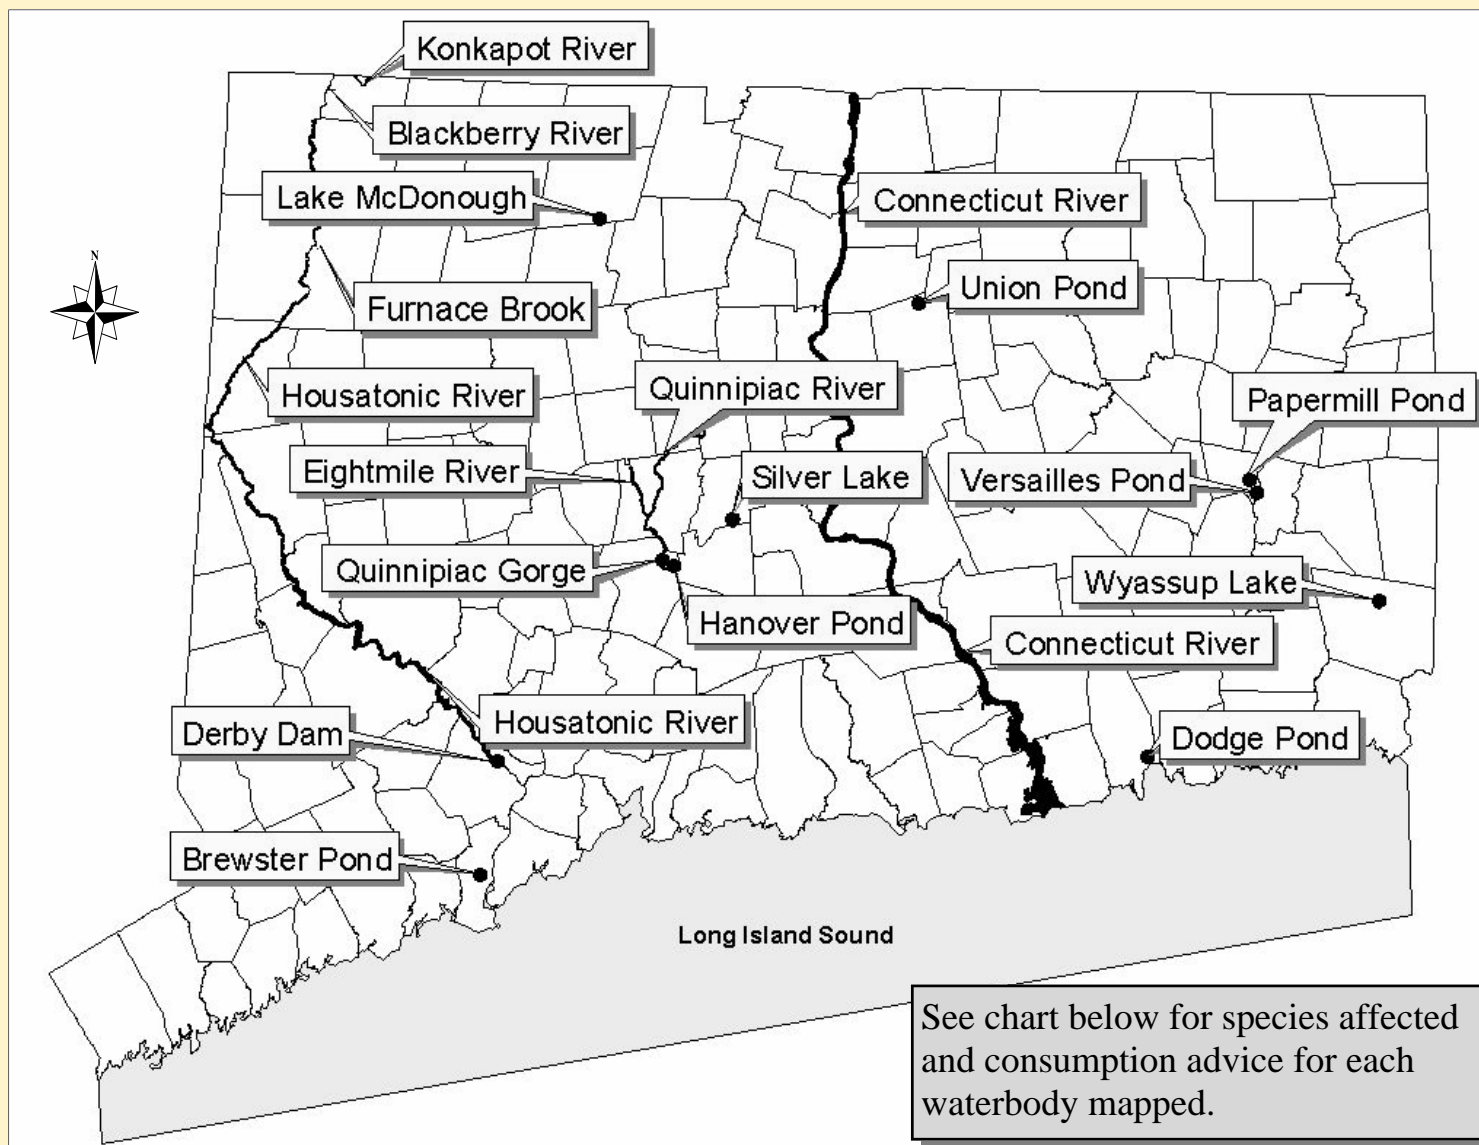 Konkapot River
Blackberry River
Lake McDonough
Connecticut River
N
Furnace Brook
Union Pond
Housatonic River
Quinnipiac River
Papermill Pond
Eightmile River
Silver Lake
Versailles Pond
Quinnipiac Gorge
Wyassup Lake
Hanover Pond
Connecticut River
Housatonic River
Derby Dam
Dodge Pond
Brewster Pond
Long Island Sound
See chart below for species affected
and consumption advice for each
waterbody mapped.